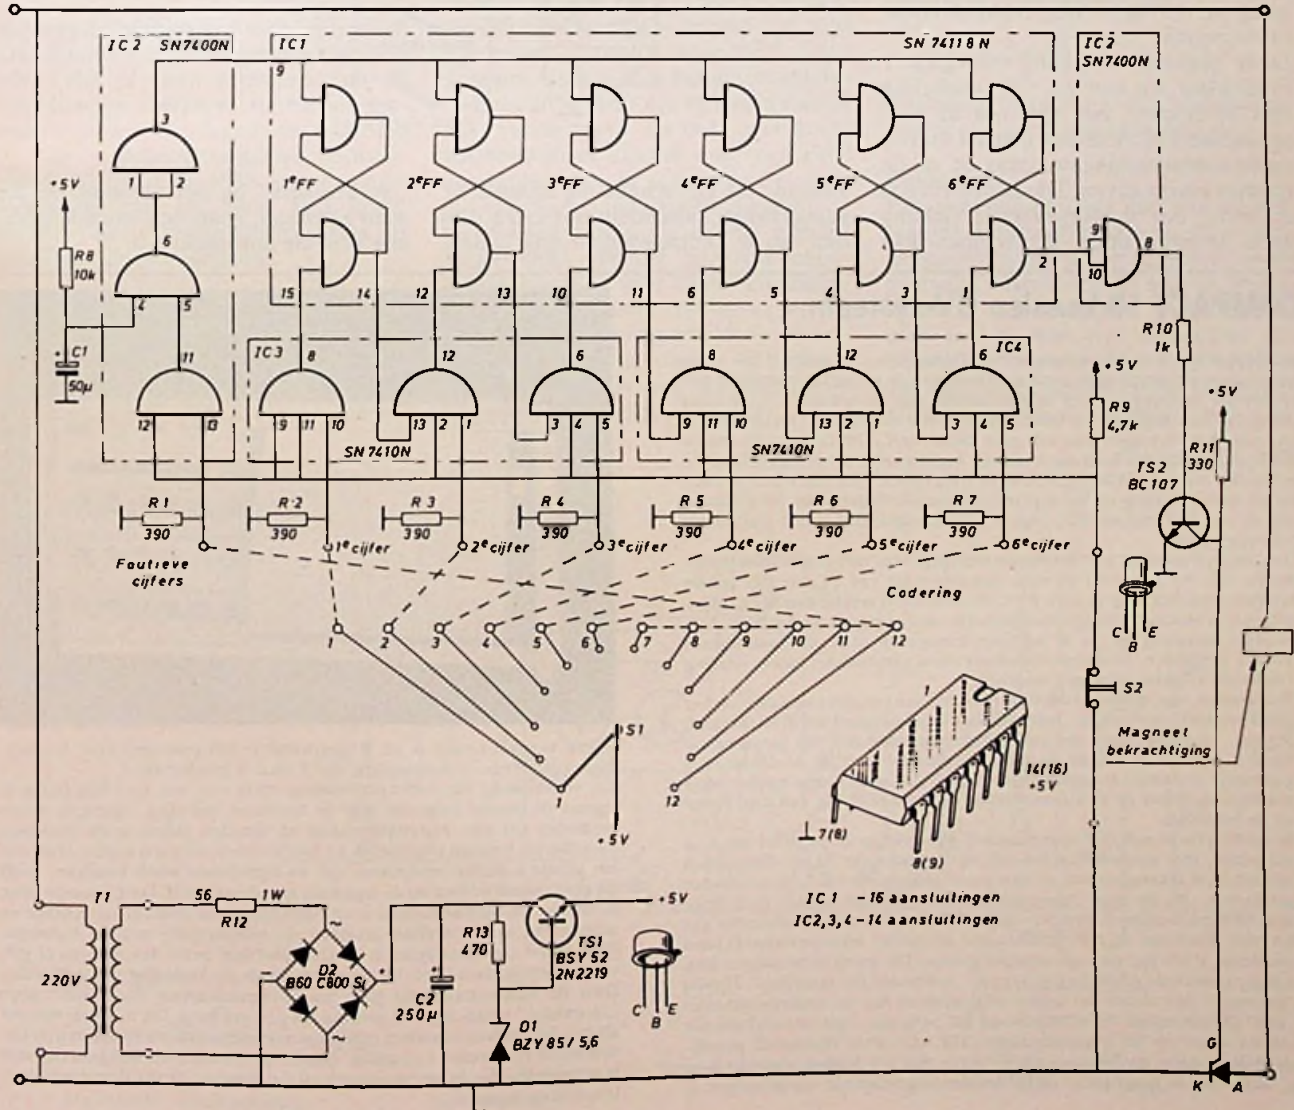 IC2 SN7400N
IC1
SN 74118N
IC2
SN7400N
9
3
1 2
+5V
1eFF
2eFF
3eFF
4eFF
5eFF
6eFF
9
10
8
R8
10k
6
4 5
2
15
14
12
13
10
11
6
5
4
3
1
R10
1k
C1
50µ
+
11
IC3
8
12
6
8
12
6
IC4
+5V
+5V
12
13
9 11 10
13 2 1
3 4 5
9 11 10
13 2 1
3 4 5
R9
4,7k
SN7410N
SN7410N
TS2
BC107
R11
330
R1
390
R2
390
R3
390
R4
390
R5
390
R6
390
R7
390
1e cijfer
2e cijfer
3e cijfer
4e cijfer
5e cijfer
6e cijfer
Foutieve
cijfers
Codering
C
B
E
1 2 3 4 5 6 7 8 9 10 11 12
S2
S1
1
Magneet
bekrachtiging
1
12
14(16)
+5V
+5V
7(8)
8(9)
IC 1 -16 aansluitingen
IC2,3,4-14 aansluitingen
T1
56
1W
R12
~
+5V
R13
470
TS1
BSY 52
2N2219
220V
-
D2
B60 C800 Si
+
+
C2
250µ
C
B
E
~
D1
BZY 85/5,6
G
K
A